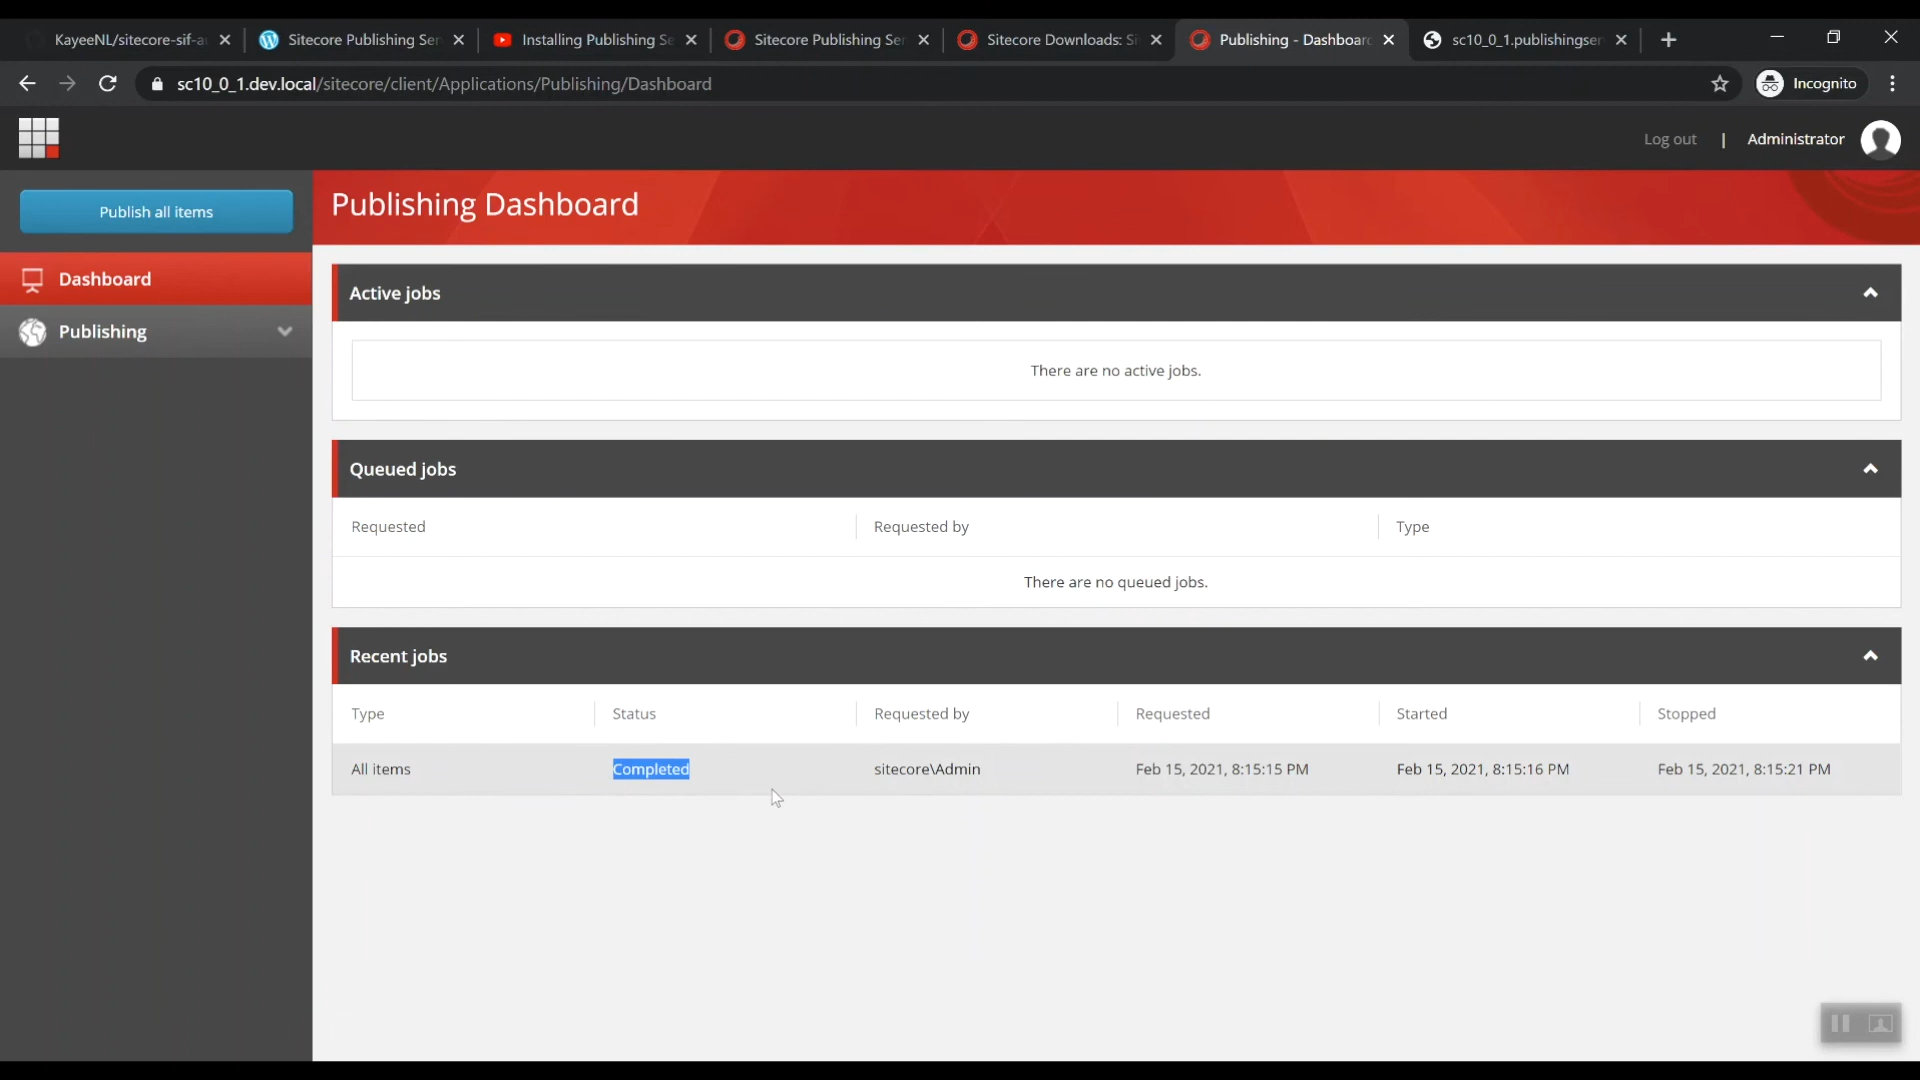 KayeeNL/sitecore-sif-a
Sitecore Publishing Ser
Installing Publishing Se
Sitecore Publishing Ser
Sitecore Downloads: Si
Publishing - Dashboar
sc10_0_1.publishingser
sc10_0_1.dev.local/sitecore/client/Applications/Publishing/Dashboard
Incognito
Log out | Administrator
Publish all items
Publishing Dashboard
Dashboard
Publishing
Active jobs
There are no active jobs.
Queued jobs
Requested Requested by Type
There are no queued jobs.
Recent jobs
Type Status Requested by Requested Started Stopped
All items Completed sitecore\Admin Feb 15, 2021, 8:15:15 PM Feb 15, 2021, 8:15:16 PM Feb 15, 2021, 8:15:21 PM